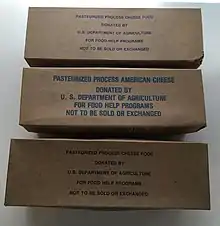 PASTEURIZED PROCESS CHEESE FOOD
DONATED BY
U.S. DEPARTMENT OF AGRICULTURE
FOR FOOD HELP PROGRAMS
NOT TO BE SOLD OR EXCHANGED
PASTEURIZED PROCESS AMERICAN CHEESE
DONATED BY
U. S. DEPARTMENT OF AGRICULTURE
FOR FOOD HELP PROGRAMS
NOT TO BE SOLD OR EXCHANGED
PASTEURIZED PROCESS CHEESE FOOD
DONATED BY
U.S. DEPARTMENT OF AGRICULTURE
FOR FOOD HELP PROGRAMS
NOT TO BE SOLD OR EXCHANGED